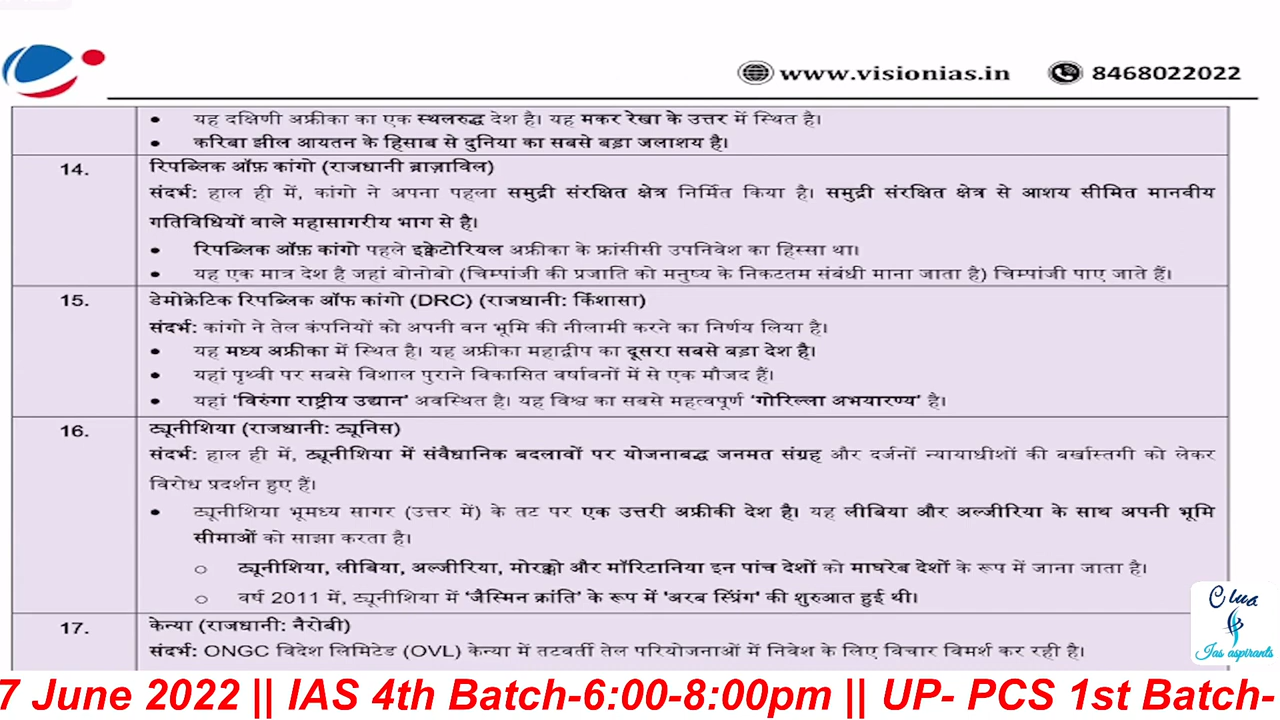 www.visionias.in 8468022022
• यह दक्षिणी अफ्रीका का एक स्थलरुद्ध देश है। यह मकर रेखा के उत्तर में स्थित है।
• करिबा झील आयतन के हिसाब से दुनिया का सबसे बड़ा जलाशय है।
14. रिपब्लिक ऑफ़ कांगो (राजधानी ब्राज़ाविल)
संदर्भ: हाल ही में, कांगो ने अपना पहला समुद्री संरक्षित क्षेत्र निर्मित किया है। समुद्री संरक्षित क्षेत्र से आशय सीमित मानवीय
गतिविधियों वाले महासागरीय भाग से है।
• रिपब्लिक ऑफ़ कांगो पहले इक्वेटोरियल अफ्रीका के फ्रांसीसी उपनिवेश का हिस्सा था।
• यह एक मात्र देश है जहां बोनोबो (चिम्पांजी की प्रजाति को मनुष्य के निकटतम संबंधी माना जाता है) चिम्पांजी पाए जाते हैं।
15. डेमोक्रेटिक रिपब्लिक ऑफ कांगो (DRC) (राजधानी: किंशासा)
संदर्भ: कांगो ने तेल कंपनियों को अपनी वन भूमि की नीलामी करने का निर्णय लिया है।
• यह मध्य अफ्रीका में स्थित है। यह अफ्रीका महाद्वीप का दूसरा सबसे बड़ा देश है।
• यहां पृथ्वी पर सबसे विशाल पुराने विकासित वर्षावनों में से एक मौजद हैं।
• यहां 'विरुंगा राष्ट्रीय उद्यान' अवस्थित है। यह विश्व का सबसे महत्वपूर्ण 'गोरिल्ला अभयारण्य' है।
16. ट्यूनीशिया (राजधानी: ट्यूनिस)
संदर्भ: हाल ही में, ट्यूनीशिया में संवैधानिक बदलावों पर योजनाबद्ध जनमत संग्रह और दर्जनों न्यायाधीशों की बर्खास्तगी को लेकर
विरोध प्रदर्शन हुए हैं।
• ट्यूनीशिया भूमध्य सागर (उत्तर में) के तट पर एक उत्तरी अफ्रीकी देश है। यह लीबिया और अल्जीरिया के साथ अपनी भूमि
सीमाओं को साझा करता है।
○ ट्यूनीशिया, लीबिया, अल्जीरिया, मोरक्को और मॉरिटानिया इन पांच देशों को माघरेब देशों के रूप में जाना जाता है।
○ वर्ष 2011 में, ट्यूनीशिया में 'जैस्मिन क्रांति' के रूप में 'अरब स्प्रिंग' की शुरुआत हुई थी।
17. केन्या (राजधानी: नैरोबी)
संदर्भ: ONGC विदेश लिमिटेड (OVL) केन्या में तटवर्ती तेल परियोजनाओं में निवेश के लिए विचार विमर्श कर रही है।
Clue
Ias aspirants
7 June 2022 || IAS 4th Batch-6:00-8:00pm || UP- PCS 1st Batch-